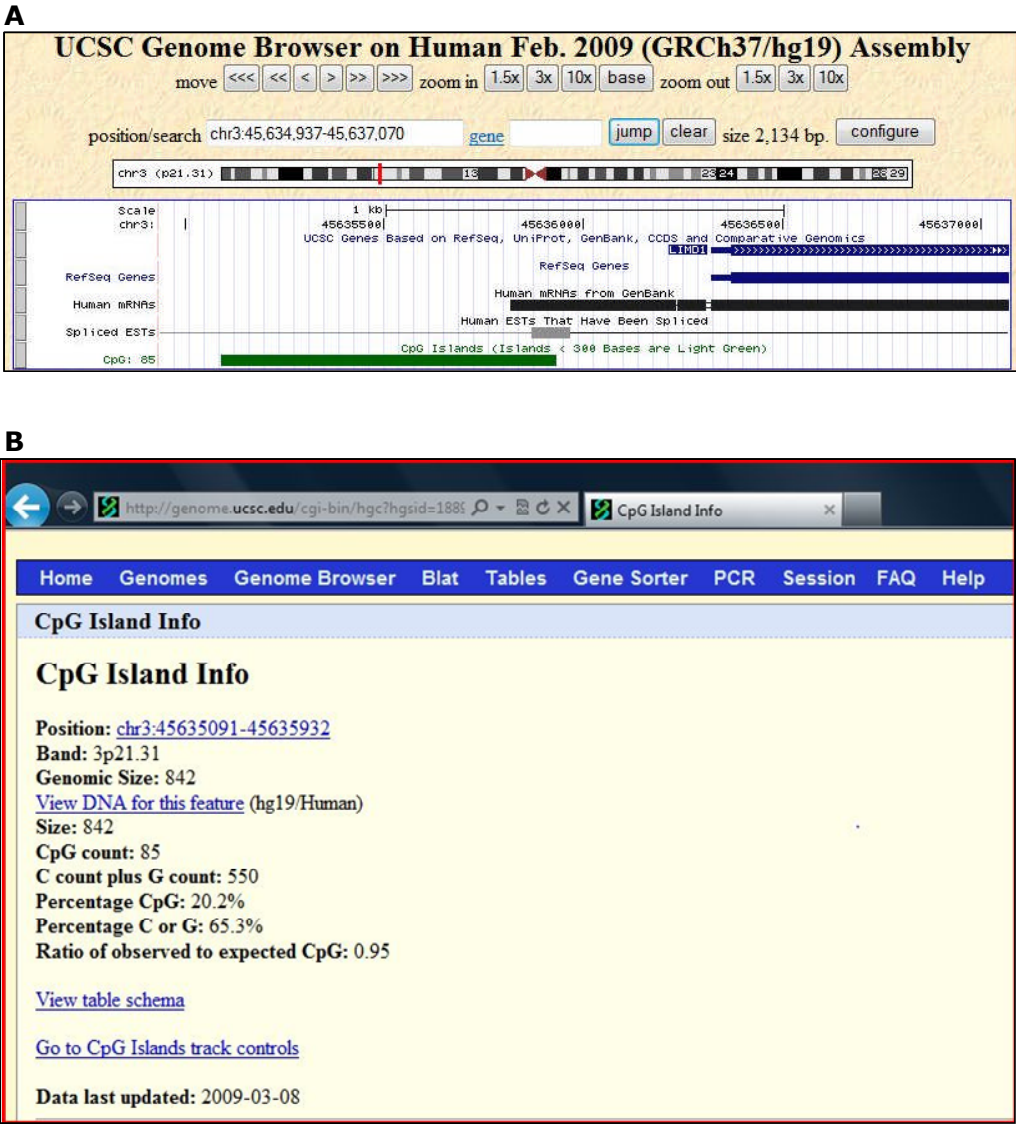 A
UCSC Genome Browser on Human Feb. 2009 (GRCh37/hg19) Assembly
move <<< << < > >> >>> zoom in 1.5x 3x 10x base zoom out 1.5x 3x 10x
position/search chr3:45,634,937-45,637,070 gene jump clear size 2,134 bp. configure
chr3 (p21.31) 13 23 24 28 29
Scale 1 kb
chr3: 45635500 45636000 45636500 45637000
UCSC Genes Based on RefSeq, UniProt, GenBank, CCDS and Comparative Genomics
LIMD1
RefSeq Genes
RefSeq Genes
Human mRNAs from GenBank
Human mRNAs
Human ESTs That Have Been Spliced
Spliced ESTs
CpG Islands (Islands < 300 Bases are Light Green)
CpG: 85
B
http://genome.ucsc.edu/cgi-bin/hgc?hgsid=188 CpG Island Info
Home Genomes Genome Browser Blat Tables Gene Sorter PCR Session FAQ Help
CpG Island Info
CpG Island Info
Position: chr3:45635091-45635932
Band: 3p21.31
Genomic Size: 842
View DNA for this feature (hg19/Human)
Size: 842
CpG count: 85
C count plus G count: 550
Percentage CpG: 20.2%
Percentage C or G: 65.3%
Ratio of observed to expected CpG: 0.95
View table schema
Go to CpG Islands track controls
Data last updated: 2009-03-08